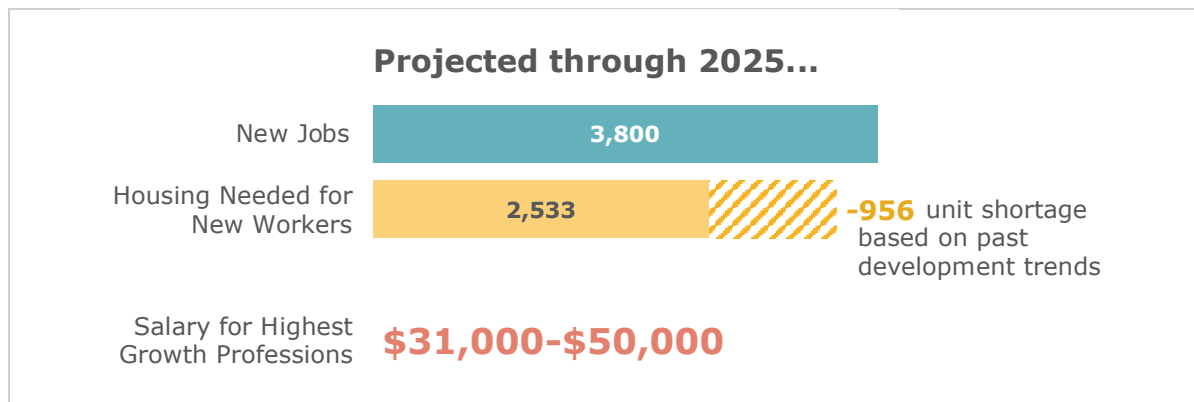 Projected through 2025...
New Jobs
3,800
Housing Needed for
New Workers
2,533
-956 unit shortage
based on past
development trends
Salary for Highest
Growth Professions
$31,000-$50,000